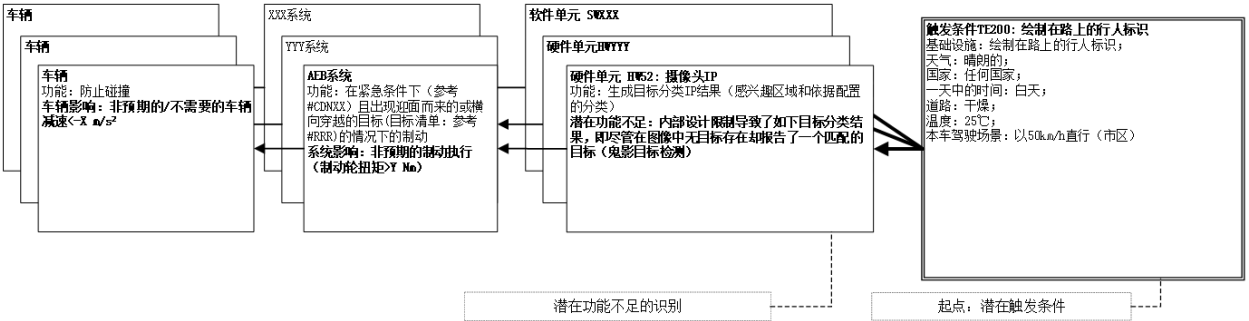 车辆
车辆
车辆
功能：防止碰撞
车辆影响：非预期的/不需要的车辆
减速<-X m/s²
XXX系统
YYY系统
AEB系统
功能：在紧急条件下（参考
#CDNXX）且出现迎面而来的或横
向穿越的目标(目标清单：参考
#RRR)的情况下的制动
系统影响：非预期的制动执行
（制动轮扭矩>Y Nm)
软件单元 SWXXX
硬件单元HWYYY
硬件单元 HW52：摄像头IP
功能：生成目标分类IP结果（感兴趣区域和依据配置
的分类）
潜在功能不足：内部设计限制导致了如下目标分类结
果，即尽管在图像中无目标存在却报告了一个匹配的
目标（鬼影目标检测）
触发条件TE200：绘制在路上的行人标识
基础设施：绘制在路上的行人标识；
天气：晴朗的；
国家：任何国家；
一天中的时间：白天；
道路：干燥；
温度：25℃；
本车驾驶场景：以50km/h直行（市区）
潜在功能不足的识别
起点：潜在触发条件